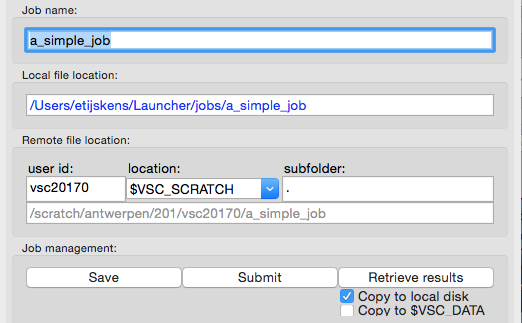 Job name:
a_simple_job
Local file location:
/Users/etijskens/Launcher/jobs/a_simple_job
Remote file location:
user id: location: subfolder:
vsc20170 $VSC_SCRATCH .
/scratch/antwerpen/201/vsc20170/a_simple_job
Job management:
Save Submit Retrieve results
Copy to local disk
Copy to $VSC_DATA